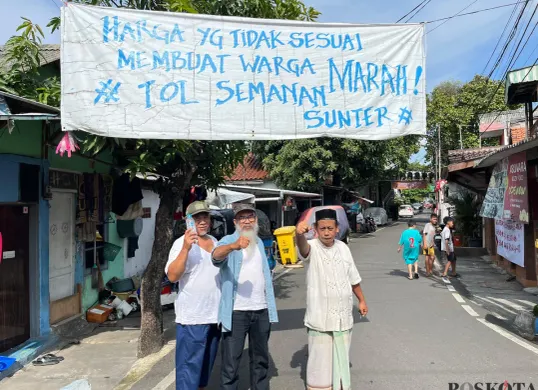 HARGA YG TIDAK SESUAI
MEMBUAT WARGA MARAH!
# TOL SEMANAN
SUNTER #
POSKOTA